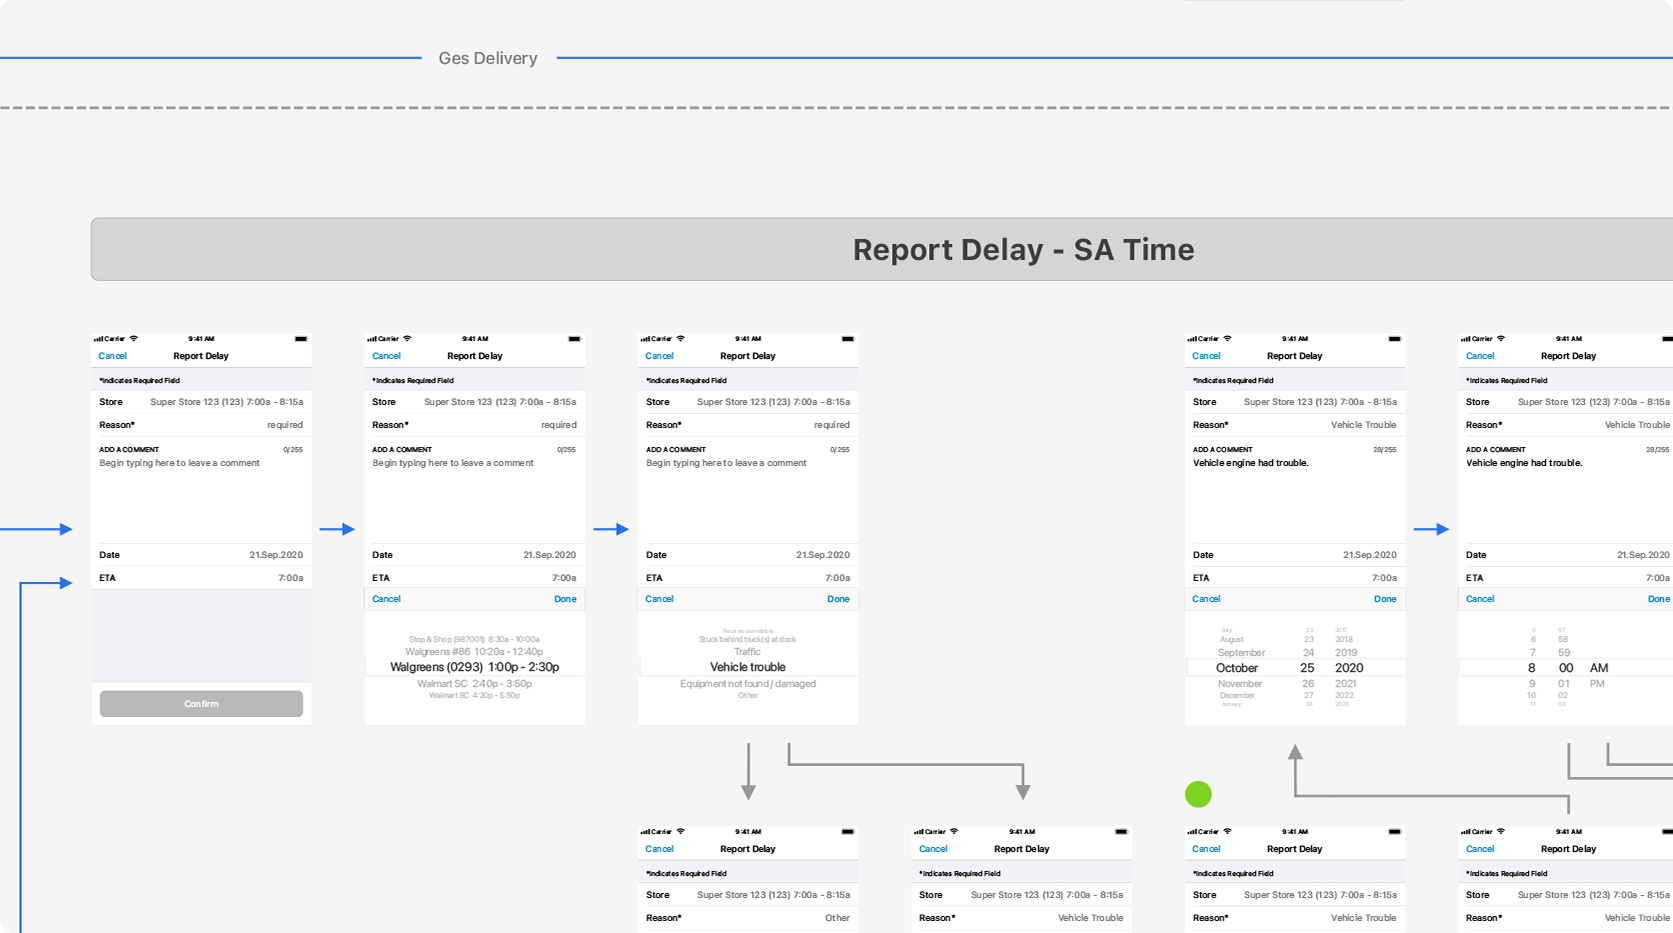 Ges Delivery
Report Delay - SA Time
Carrier 9:41 AM
Cancel Report Delay
*Indicates Required Field
Store Super Store 123 (123) 7:00a - 8:15a
Reason* required
ADD A COMMENT 0/255
Begin typing here to leave a comment
Date 21.Sep.2020
ETA 7:00a
Confirm
Carrier 9:41 AM
Cancel Report Delay
*Indicates Required Field
Store Super Store 123 (123) 7:00a - 8:15a
Reason* required
ADD A COMMENT 0/255
Begin typing here to leave a comment
Date 21.Sep.2020
ETA 7:00a
Cancel Done
Stop & Shop (987001) 8:30a - 10:00a
Walgreens #86 10:20a - 12:40p
Walgreens (0293) 1:00p - 2:30p
Walmart SC 2:40p - 3:50p
Walmart SC 4:20p - 5:50p
Carrier 9:41 AM
Cancel Report Delay
*Indicates Required Field
Store Super Store 123 (123) 7:00a - 8:15a
Reason* required
ADD A COMMENT 0/255
Begin typing here to leave a comment
Date 21.Sep.2020
ETA 7:00a
Cancel Done
Receiver unavailable
Stuck behind truck(s) at dock
Traffic
Vehicle trouble
Equipment not found / damaged
Other
Carrier 9:41 AM
Cancel Report Delay
*Indicates Required Field
Store Super Store 123 (123) 7:00a - 8:15a
Reason* Vehicle Trouble
ADD A COMMENT 28/255
Vehicle engine had trouble.
Date 21.Sep.2020
ETA 7:00a
Cancel Done
July 22 2017
August 23 2018
September 24 2019
October 25 2020
November 26 2021
December 27 2022
January 28 2023
Carrier 9:41 AM
Cancel Report Delay
*Indicates Required Field
Store Super Store 123 (123) 7:00a - 8:15a
Reason* Vehicle Trouble
ADD A COMMENT 28/255
Vehicle engine had trouble.
Date 21.Sep.2020
ETA 7:00a
Cancel Done
5 57
6 58
7 59
8 00 AM
9 01 PM
10 02
11 03
Carrier 9:41 AM
Cancel Report Delay
*Indicates Required Field
Store Super Store 123 (123) 7:00a - 8:15a
Reason* Other
Carrier 9:41 AM
Cancel Report Delay
*Indicates Required Field
Store Super Store 123 (123) 7:00a - 8:15a
Reason* Vehicle Trouble
Carrier 9:41 AM
Cancel Report Delay
*Indicates Required Field
Store Super Store 123 (123) 7:00a - 8:15a
Reason* Vehicle Trouble
Carrier 9:41 AM
Cancel Report Delay
*Indicates Required Field
Store Super Store 123 (123) 7:00a - 8:15a
Reason* Vehicle Trouble